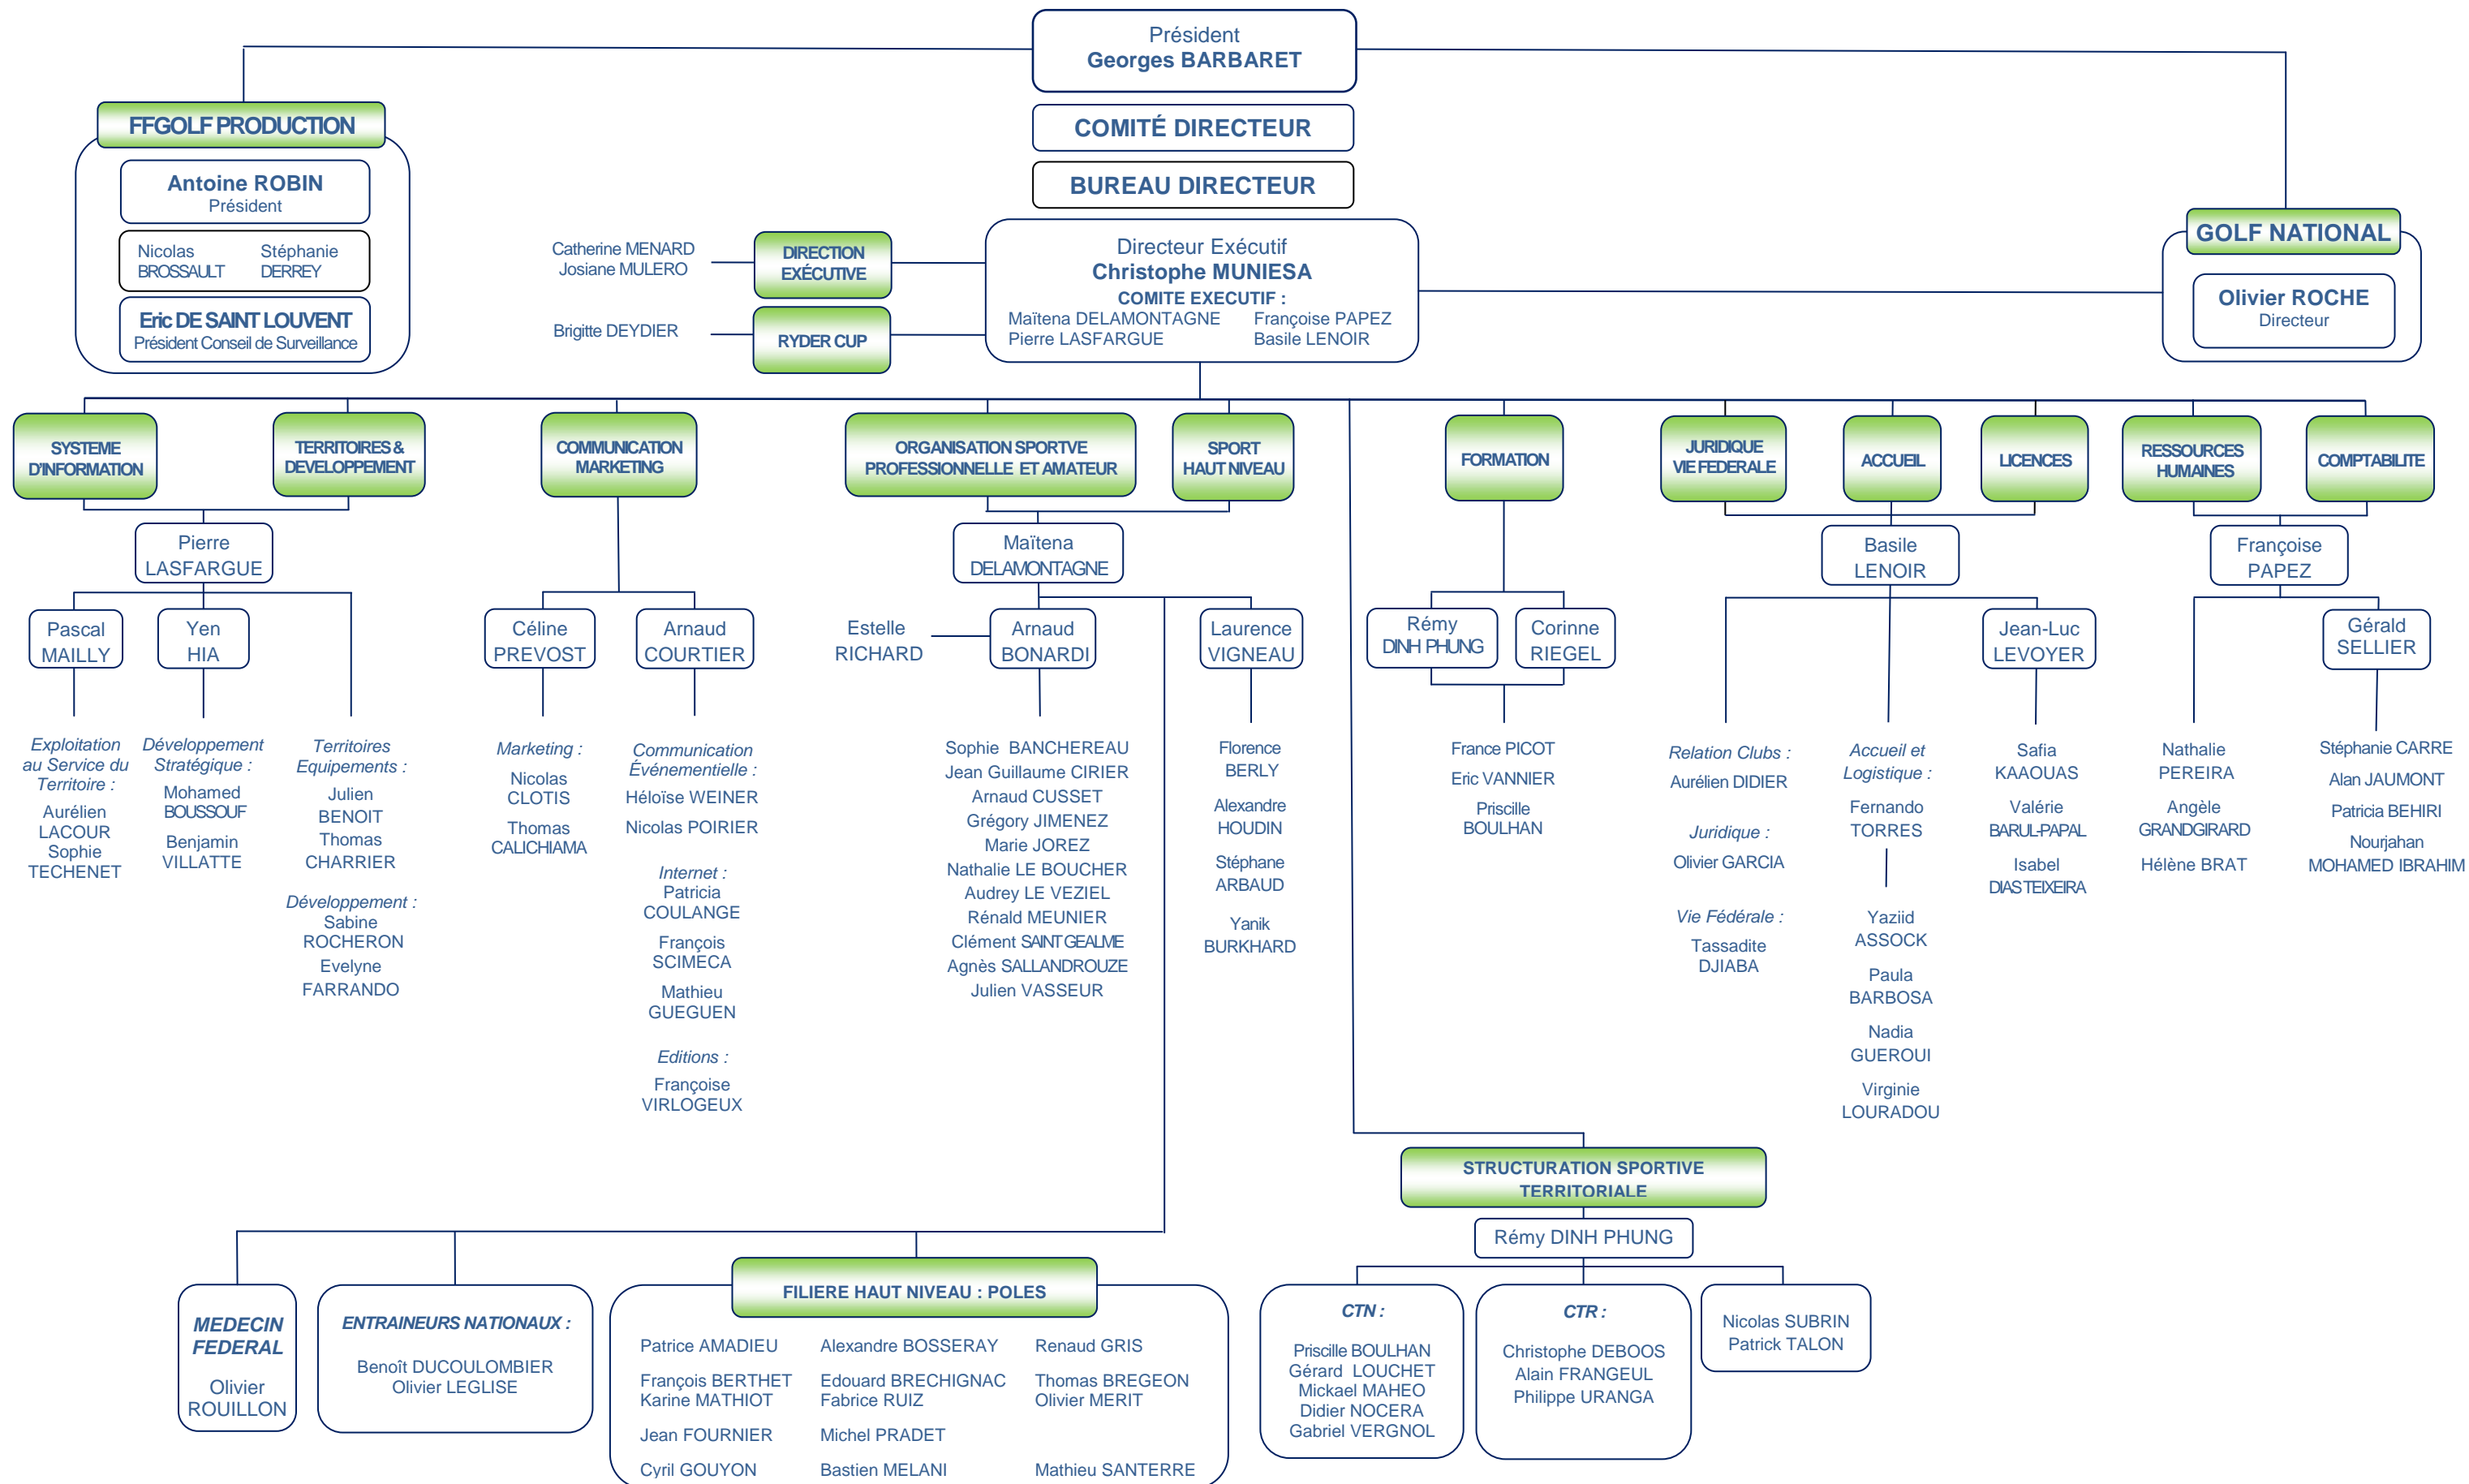 Président
Georges BARBARET
FFGOLF PRODUCTION
Antoine ROBIN
Président
Nicolas
BROSSAULT
Stéphanie
DERREY
Eric DE SAINT LOUVENT
Président Conseil de Surveillance
COMITÉ DIRECTEUR
BUREAU DIRECTEUR
Catherine MENARD
Josiane MULERO
DIRECTION
EXÉCUTIVE
Brigitte DEYDIER
RYDER CUP
Directeur Exécutif
Christophe MUNIESA
COMITE EXECUTIF :
Maïtena DELAMONTAGNE
Françoise PAPEZ
Pierre LASFARGUE
Basile LENOIR
GOLF NATIONAL
Olivier ROCHE
Directeur
SYSTEME
D'INFORMATION
TERRITOIRES &
DEVELOPPEMENT
COMMUNICATION
MARKETING
ORGANISATION SPORTVE
PROFESSIONNELLE ET AMATEUR
SPORT
HAUT NIVEAU
FORMATION
JURIDIQUE
VIE FEDERALE
ACCUEIL
LICENCES
RESSOURCES
HUMAINES
COMPTABILITE
Pierre
LASFARGUE
Maïtena
DELAMONTAGNE
Basile
LENOIR
Françoise
PAPEZ
Pascal
MAILLY
Yen
HIA
Céline
PREVOST
Arnaud
COURTIER
Estelle
RICHARD
Arnaud
BONARDI
Laurence
VIGNEAU
Rémy
DINH PHUNG
Corinne
RIEGEL
Jean-Luc
LEVOYER
Gérald
SELLIER
Exploitation
au Service du
Territoire :
Aurélien
LACOUR
Sophie
TECHENET
Développement
Stratégique :
Mohamed
BOUSSOUF
Benjamin
VILLATTE
Territoires
Equipements :
Julien
BENOIT
Thomas
CHARRIER
Développement :
Sabine
ROCHERON
Evelyne
FARRANDO
Marketing :
Nicolas
CLOTIS
Thomas
CALICHIAMA
Communication
Événementielle :
Héloïse WEINER
Nicolas POIRIER
Internet :
Patricia
COULANGE
François
SCIMECA
Mathieu
GUEGUEN
Editions :
Françoise
VIRLOGEUX
Sophie BANCHEREAU
Jean Guillaume CIRIER
Arnaud CUSSET
Grégory JIMENEZ
Marie JOREZ
Nathalie LE BOUCHER
Audrey LE VEZIEL
Rénald MEUNIER
Clément SAINT GEALME
Agnès SALLANDROUZE
Julien VASSEUR
Florence
BERLY
Alexandre
HOUDIN
Stéphane
ARBAUD
Yanik
BURKHARD
France PICOT
Eric VANNIER
Priscille
BOULHAN
Relation Clubs :
Aurélien DIDIER
Juridique :
Olivier GARCIA
Vie Fédérale :
Tassadite
DJIABA
Accueil et
Logistique :
Fernando
TORRES
Yaziid
ASSOCK
Paula
BARBOSA
Nadia
GUEROUI
Virginie
LOURADOU
Safia
KAAOUAS
Valérie
BARUL-PAPAL
Isabel
DIAS TEIXEIRA
Nathalie
PEREIRA
Angèle
GRANDGIRARD
Hélène BRAT
Stéphanie CARRE
Alan JAUMONT
Patricia BEHIRI
Nourjahan
MOHAMED IBRAHIM
STRUCTURATION SPORTIVE
TERRITORIALE
Rémy DINH PHUNG
MEDECIN
FEDERAL
Olivier
ROUILLON
ENTRAINEURS NATIONAUX :
Benoît DUCOULOMBIER
Olivier LEGLISE
FILIERE HAUT NIVEAU : POLES
Patrice AMADIEU
Alexandre BOSSERAY
Renaud GRIS
François BERTHET
Edouard BRECHIGNAC
Thomas BREGEON
Karine MATHIOT
Fabrice RUIZ
Olivier MERIT
Jean FOURNIER
Michel PRADET
Cyril GOUYON
Bastien MELANI
Mathieu SANTERRE
CTN :
Priscille BOULHAN
Gérard LOUCHET
Mickael MAHEO
Didier NOCERA
Gabriel VERGNOL
CTR :
Christophe DEBOOS
Alain FRANGEUL
Philippe URANGA
Nicolas SUBRIN
Patrick TALON